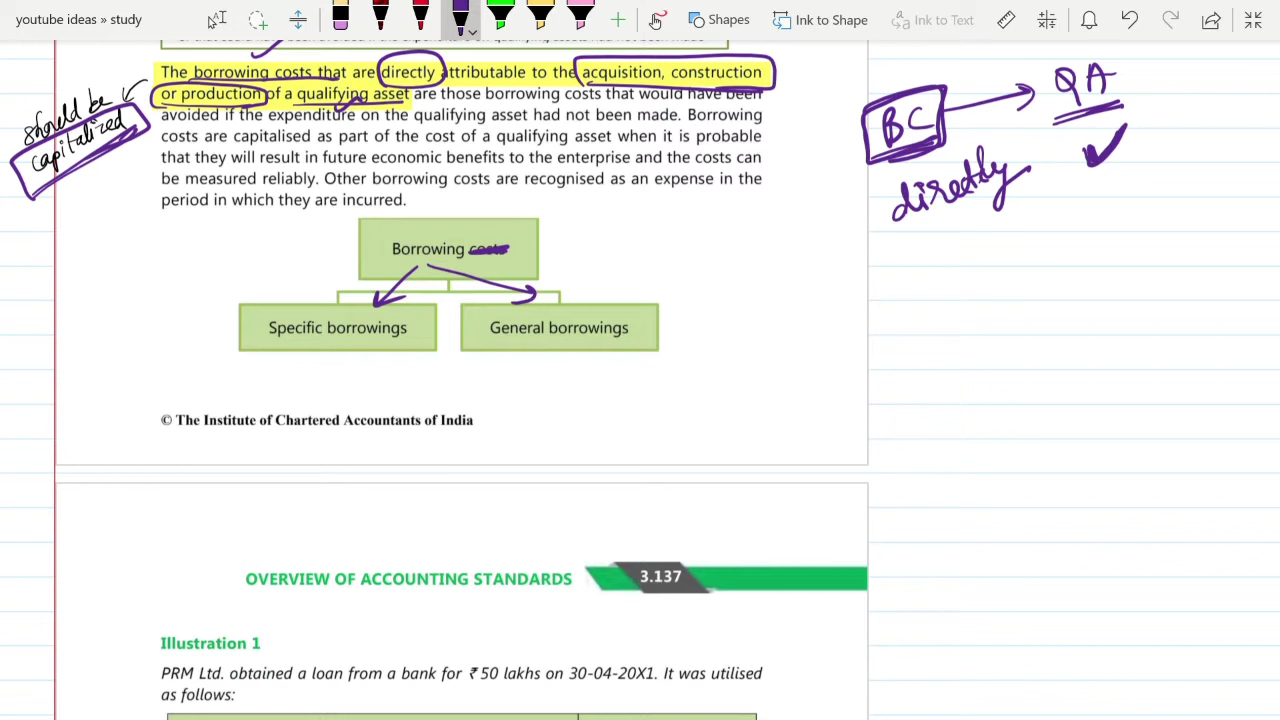 youtube ideas » study
Shapes
Ink to Shape
Ink to Text
The borrowing costs that are directly attributable to the acquisition, construction
or production of a qualifying asset are those borrowing costs that would have been
avoided if the expenditure on the qualifying asset had not been made. Borrowing
costs are capitalised as part of the cost of a qualifying asset when it is probable
that they will result in future economic benefits to the enterprise and the costs can
be measured reliably. Other borrowing costs are recognised as an expense in the
period in which they are incurred.
should be
capitalized
BC
QA
directly
Borrowing costs
Specific borrowings
General borrowings
© The Institute of Chartered Accountants of India
OVERVIEW OF ACCOUNTING STANDARDS
3.137
Illustration 1
PRM Ltd. obtained a loan from a bank for ₹ 50 lakhs on 30-04-20X1. It was utilised
as follows: